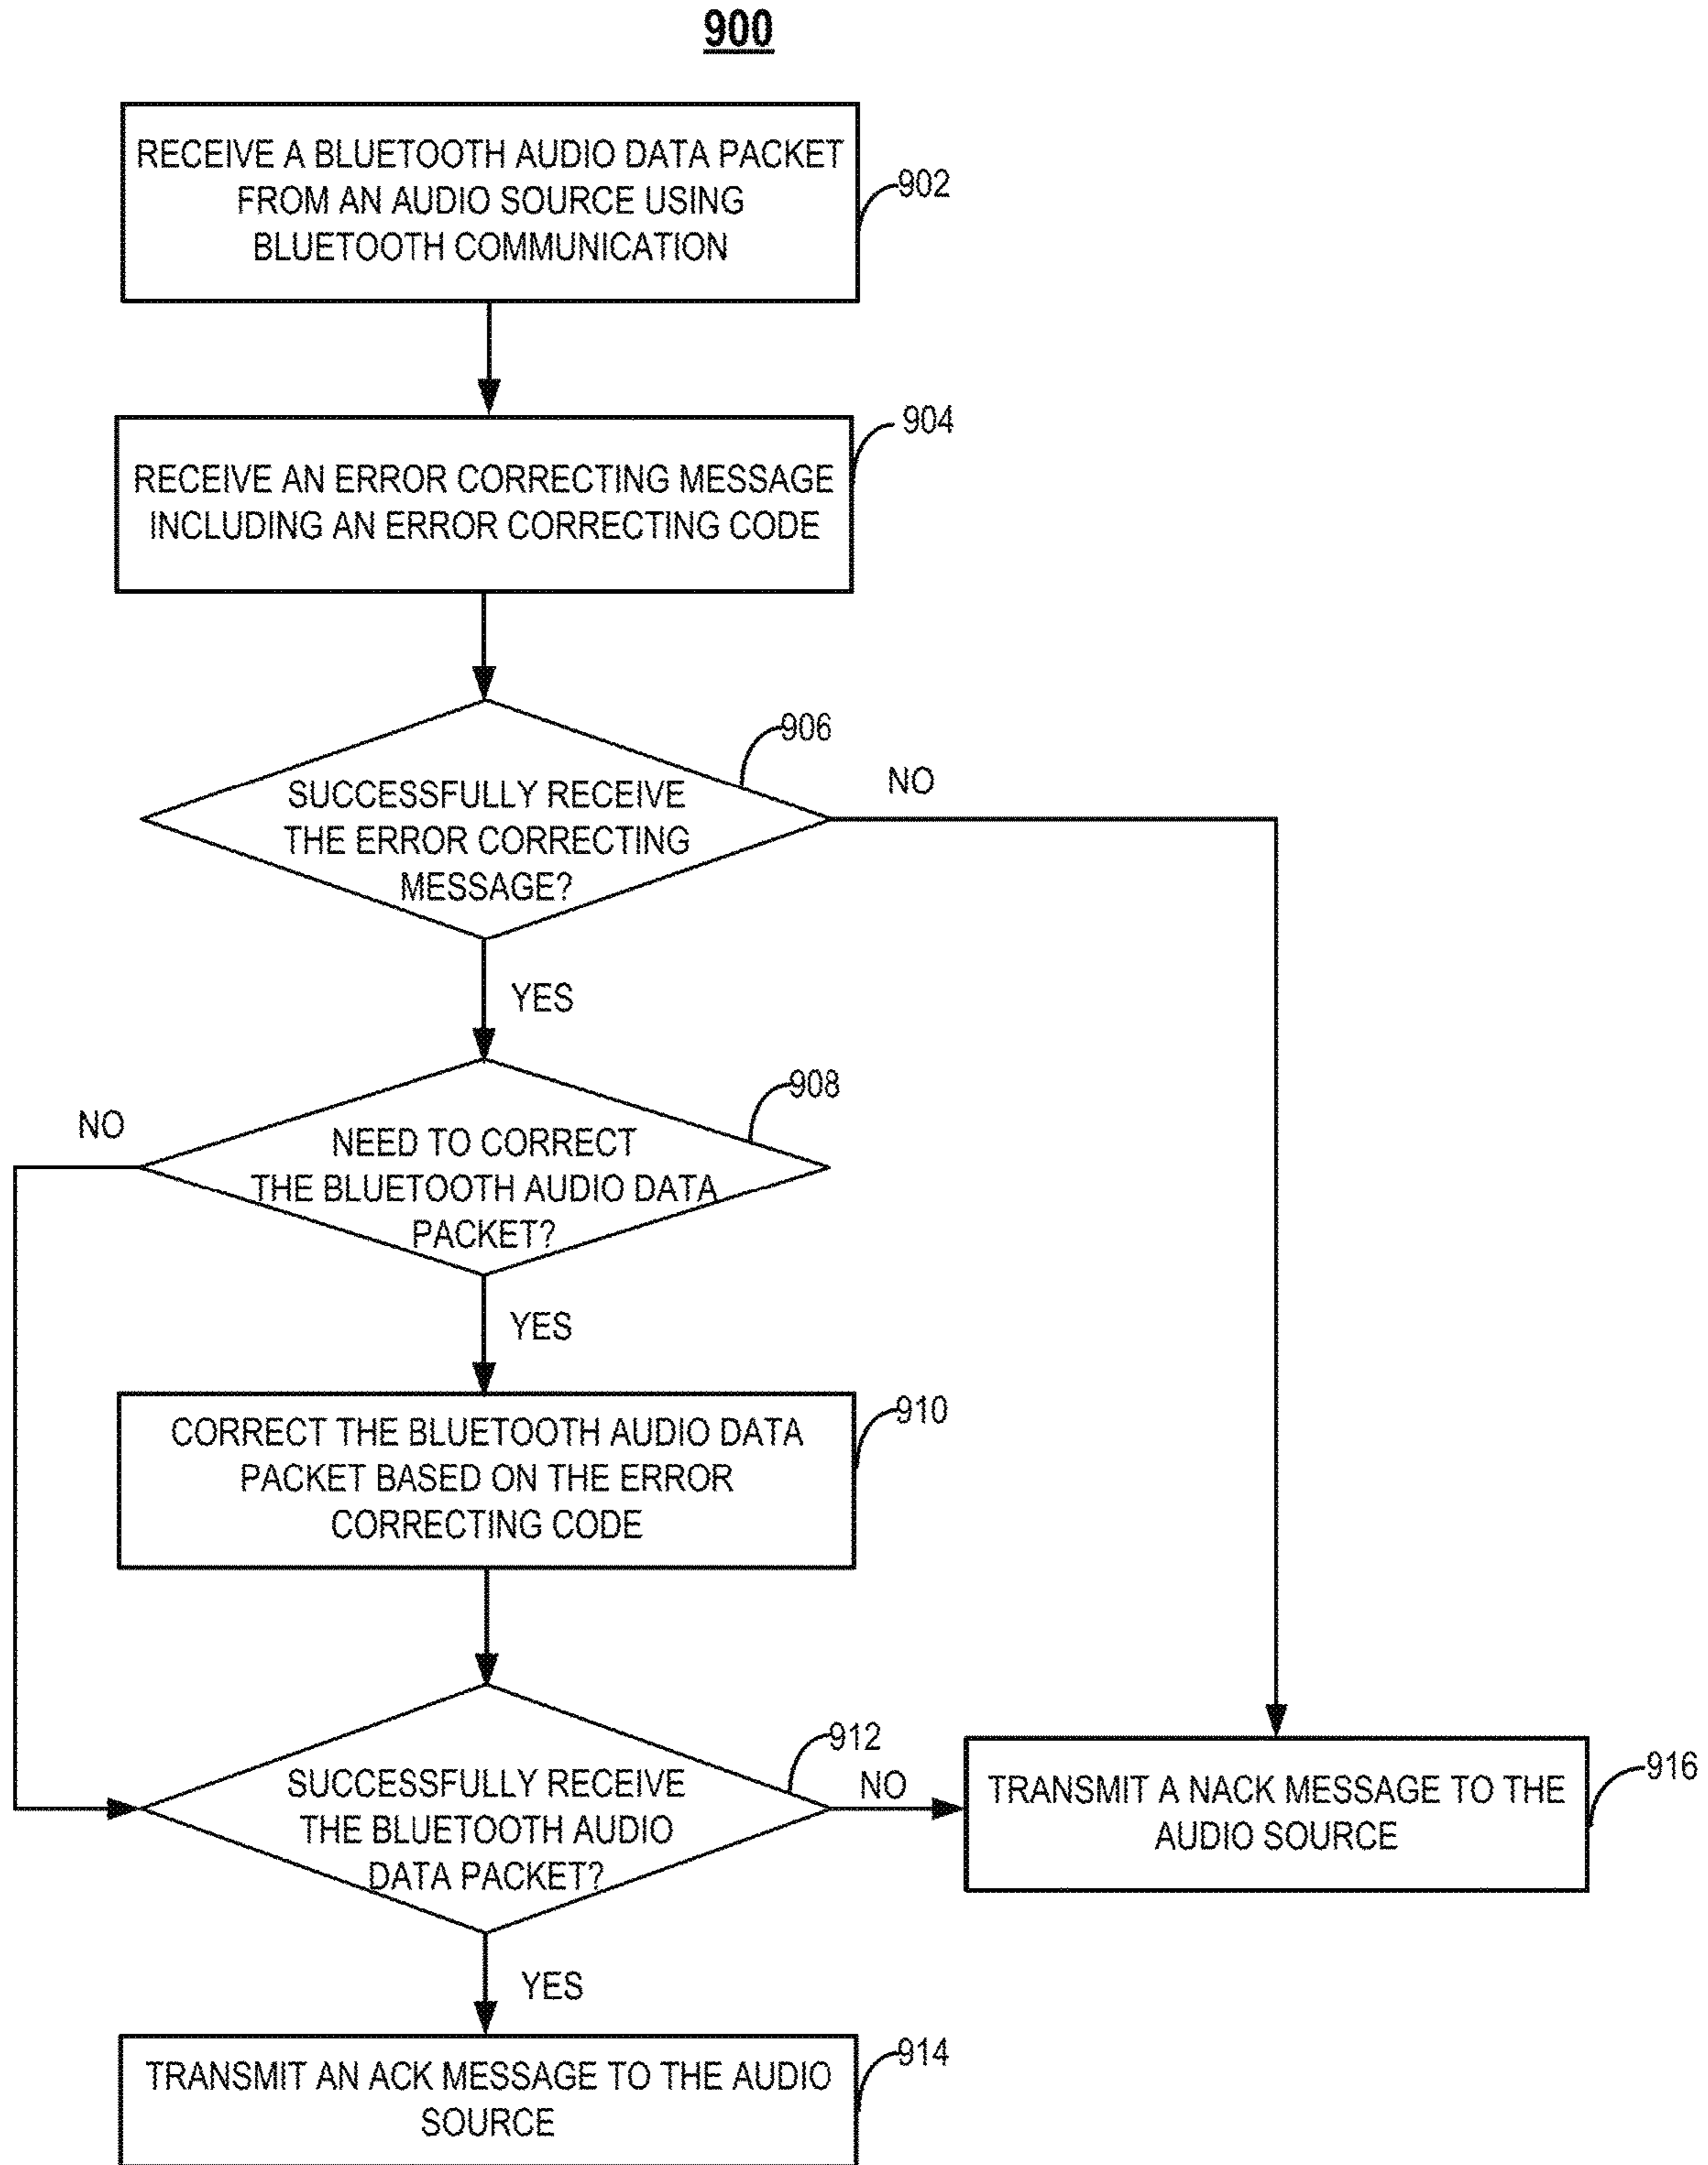 900
RECEIVE A BLUETOOTH AUDIO DATA PACKET
FROM AN AUDIO SOURCE USING
BLUETOOTH COMMUNICATION
902
904
RECEIVE AN ERROR CORRECTING MESSAGE
INCLUDING AN ERROR CORRECTING CODE
906
NO
SUCCESSFULLY RECEIVE
THE ERROR CORRECTING
MESSAGE?
YES
908
NO
NEED TO CORRECT
THE BLUETOOTH AUDIO DATA
PACKET?
YES
910
CORRECT THE BLUETOOTH AUDIO DATA
PACKET BASED ON THE ERROR
CORRECTING CODE
912
SUCCESSFULLY RECEIVE
THE BLUETOOTH AUDIO
DATA PACKET?
NO
916
TRANSMIT A NACK MESSAGE TO THE
AUDIO SOURCE
YES
914
TRANSMIT AN ACK MESSAGE TO THE AUDIO
SOURCE